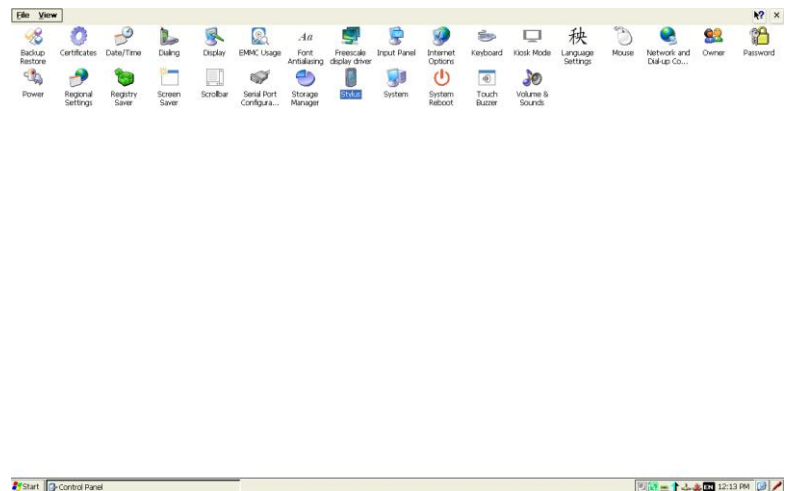 File View
Backup Restore
Certificates
Date/Time
Dialing
Display
EMMC Usage
Font Antialiasing
Freescale display driver
Input Panel
Internet Options
Keyboard
Kiosk Mode
秧
Language Settings
Mouse
Network and Dial-up Co...
Owner
Password
Aa
Power
Regional Settings
Registry Saver
Screen Saver
Scrollbar
Serial Port Configura...
Storage Manager
Stylus
System
System Reboot
Touch Buzzer
Volume & Sounds
Start Control Panel EN 12:13 PM